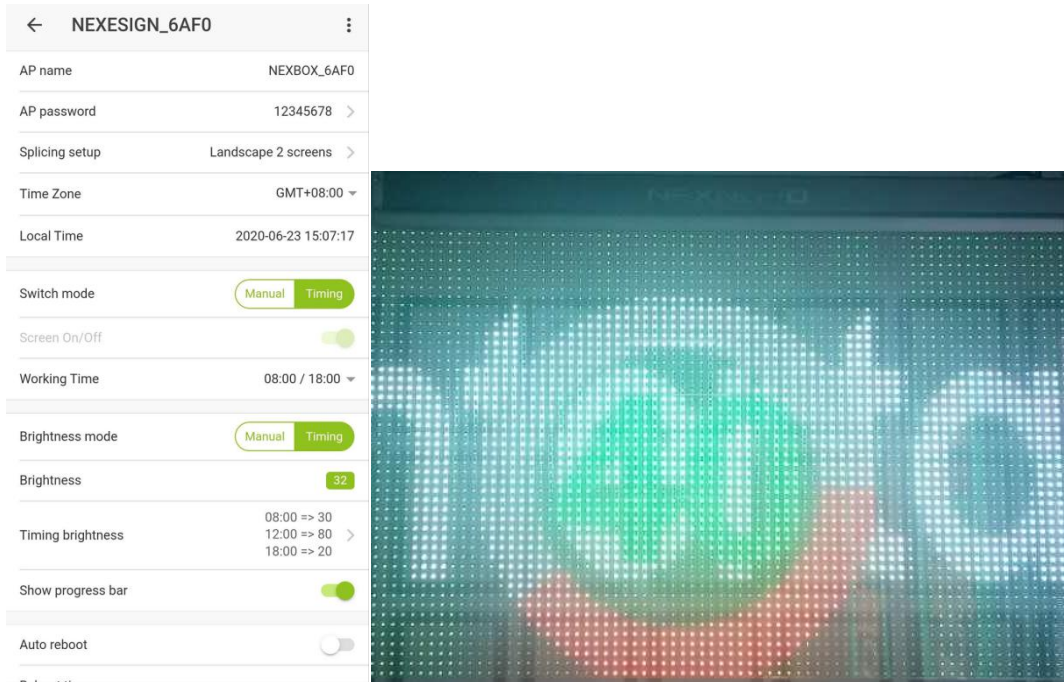 NEXESIGN_6AF0
AP name NEXBOX_6AF0
AP password 12345678
Splicing setup Landscape 2 screens
Time Zone GMT+08:00
Local Time 2020-06-23 15:07:17
Switch mode Manual Timing
Screen On/Off
Working Time 08:00 / 18:00
Brightness mode Manual Timing
Brightness 32
Timing brightness 08:00 => 30
12:00 => 80
18:00 => 20
Show progress bar
Auto reboot
40